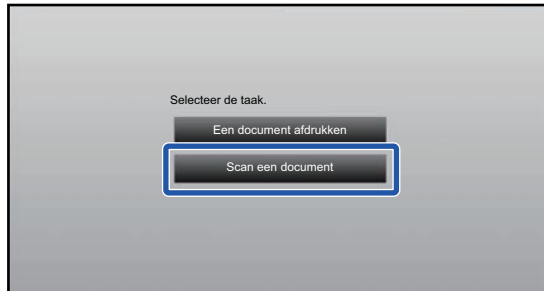 Selecteer de taak.
Een document afdrukken
Scan een document